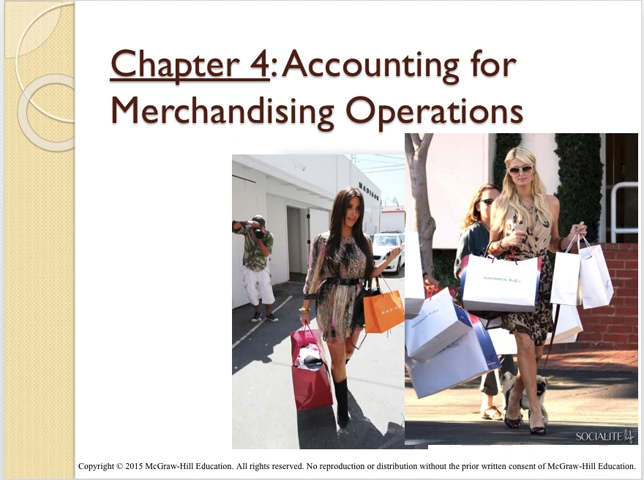 Chapter 4: Accounting for
Merchandising Operations
SOCIALITE
Copyright © 2015 McGraw-Hill Education. All rights reserved. No reproduction or distribution without the prior written consent of McGraw-Hill Education.